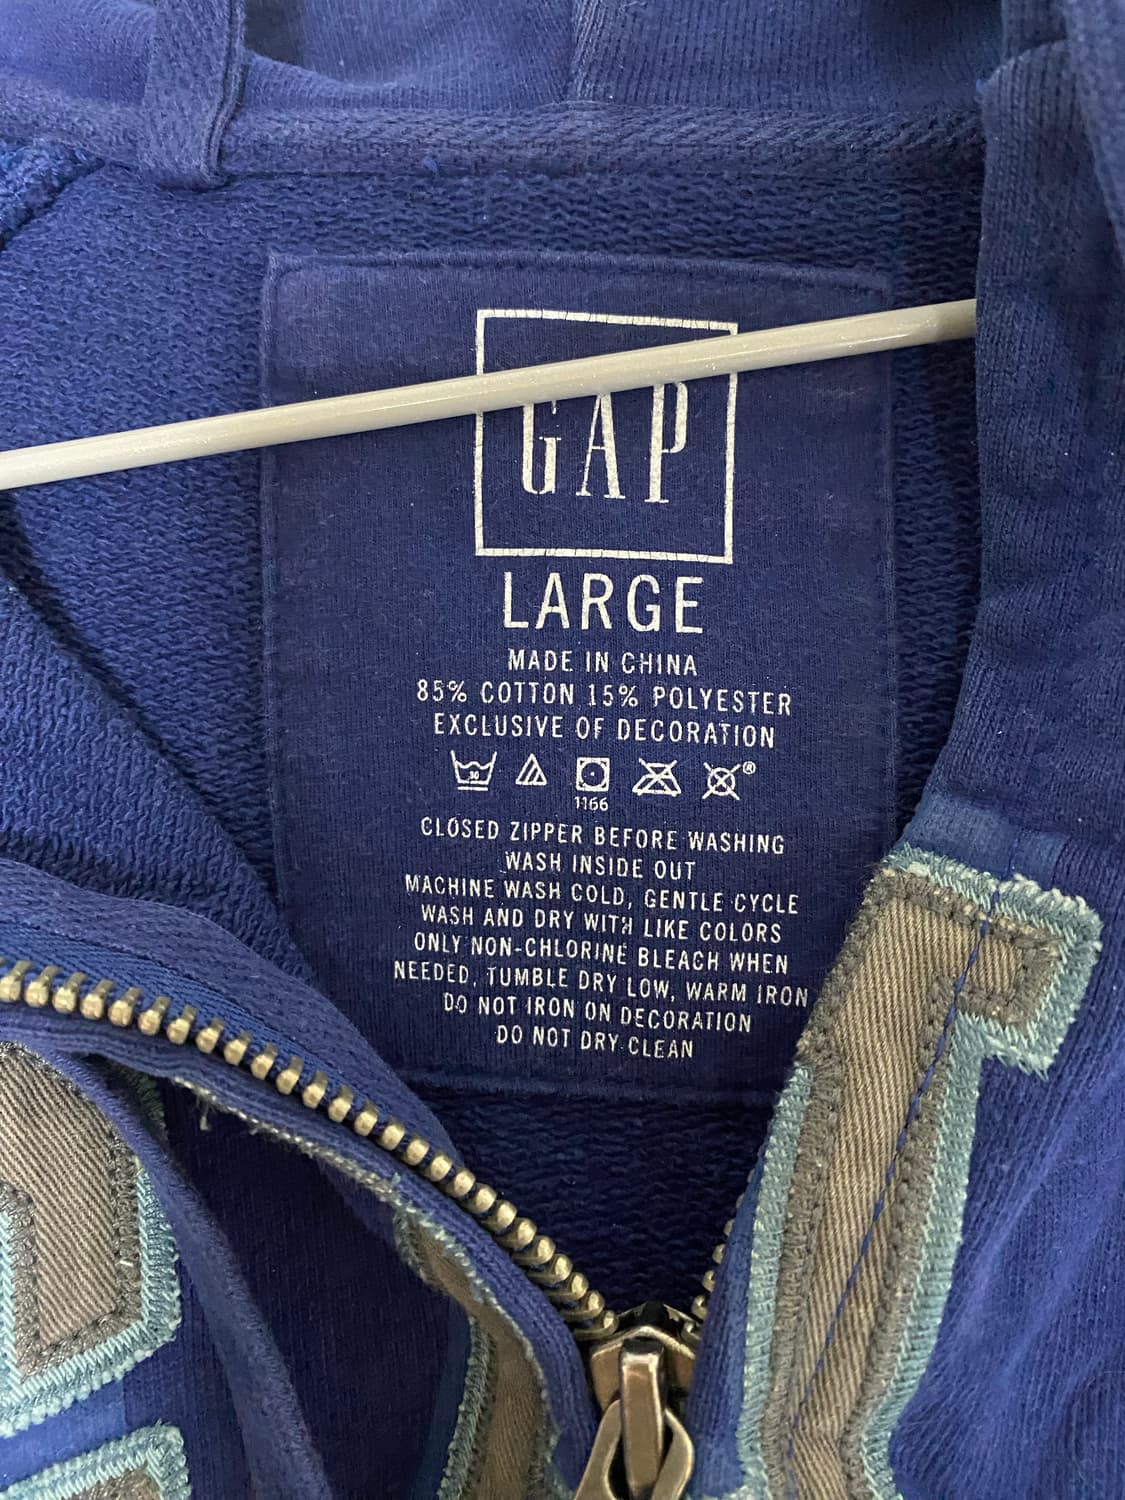 GAP
LARGE
MADE IN CHINA
85% COTTON 15% POLYESTER
EXCLUSIVE OF DECORATION
30
®
1166
CLOSED ZIPPER BEFORE WASHING
WASH INSIDE OUT
MACHINE WASH COLD, GENTLE CYCLE
WASH AND DRY WITH LIKE COLORS
ONLY NON-CHLORINE BLEACH WHEN
NEEDED, TUMBLE DRY LOW, WARM IRON
DO NOT IRON ON DECORATION
DO NOT DRY CLEAN